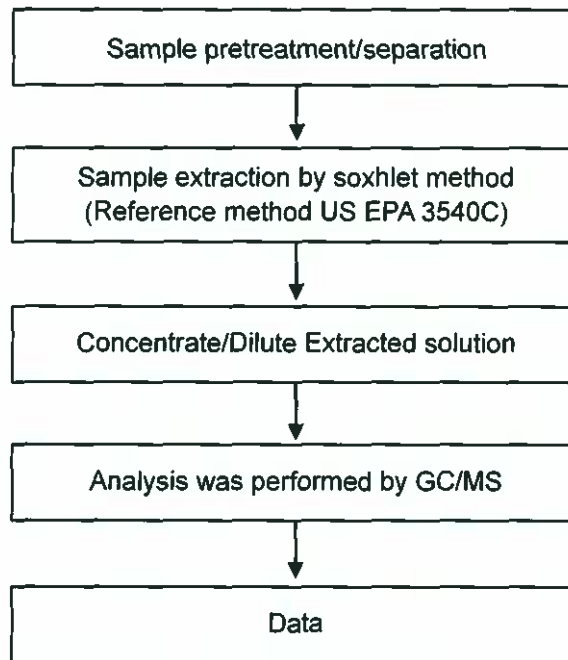 Sample pretreatment/separation
Sample extraction by soxhlet method
(Reference method US EPA 3540C)
Concentrate/Dilute Extracted solution
Analysis was performed by GC/MS
Data